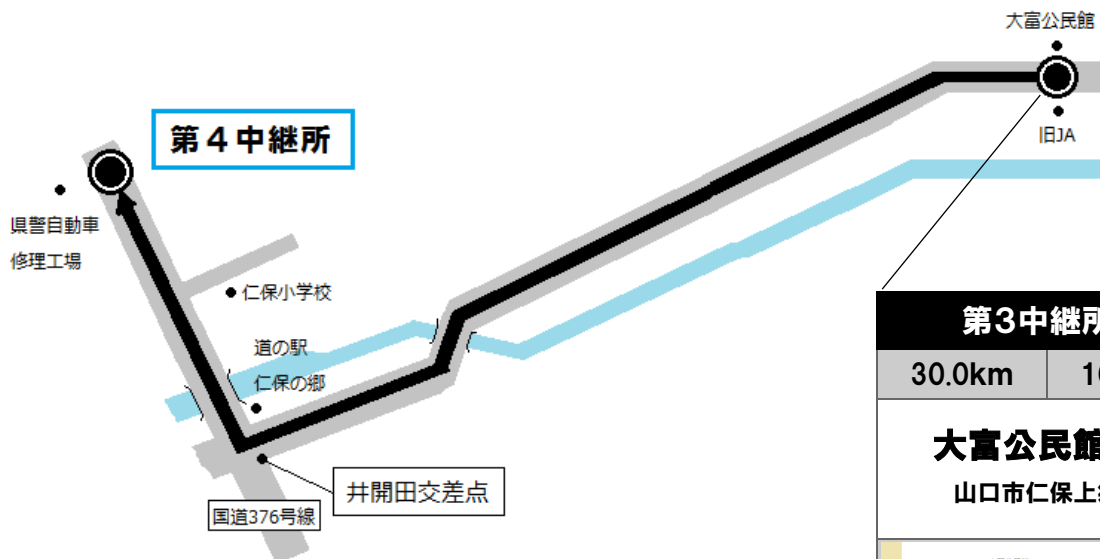 大富公民館
旧JA
第4中継所
県警自動車
修理工場
仁保小学校
道の駅
仁保の郷
井開田交差点
国道376号線
第3中継所
30.0km
大富公民館
山口市仁保上